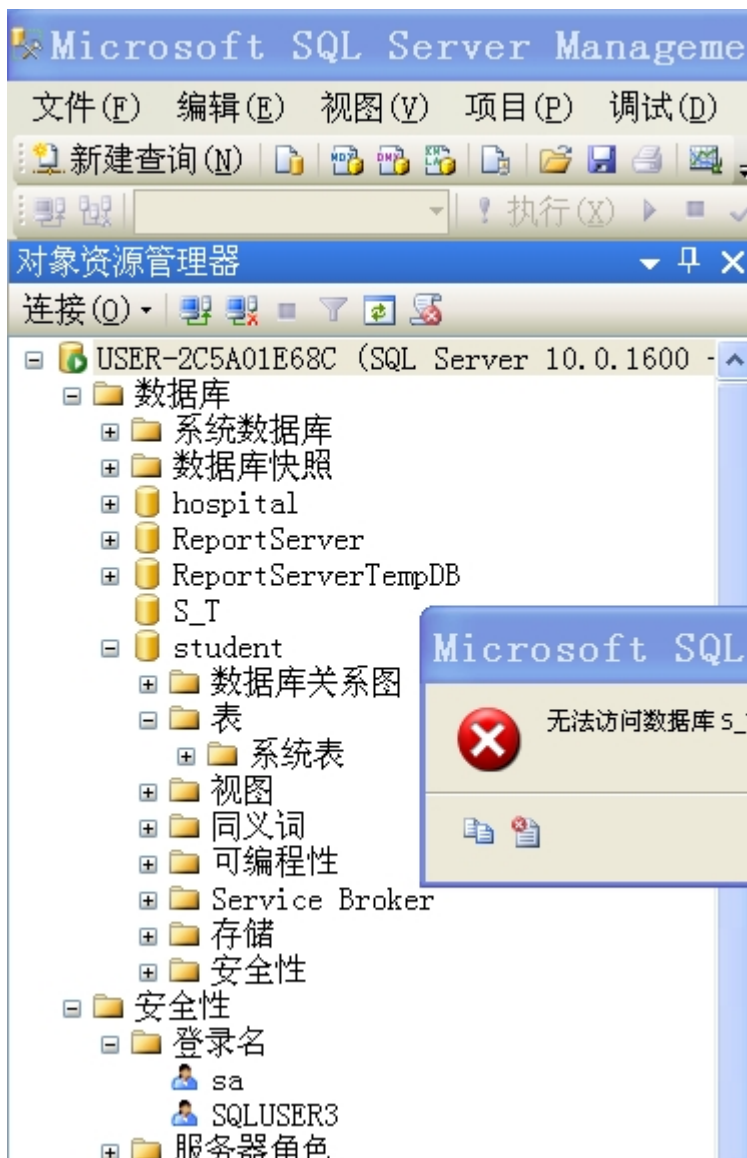 Microsoft SQL Server Manageme
文件(F) 编辑(E) 视图(V) 项目(P) 调试(D)
新建查询(N)
执行(X)
对象资源管理器
连接(O)
USER-2C5A01E68C (SQL Server 10.0.1600 -
数据库
系统数据库
数据库快照
hospital
ReportServer
ReportServerTempDB
S_T
student
Microsoft SQL
数据库关系图
无法访问数据库 S_
表
系统表
视图
同义词
可编程性
Service Broker
存储
安全性
安全性
登录名
sa
SQLUSER3
服务器角色